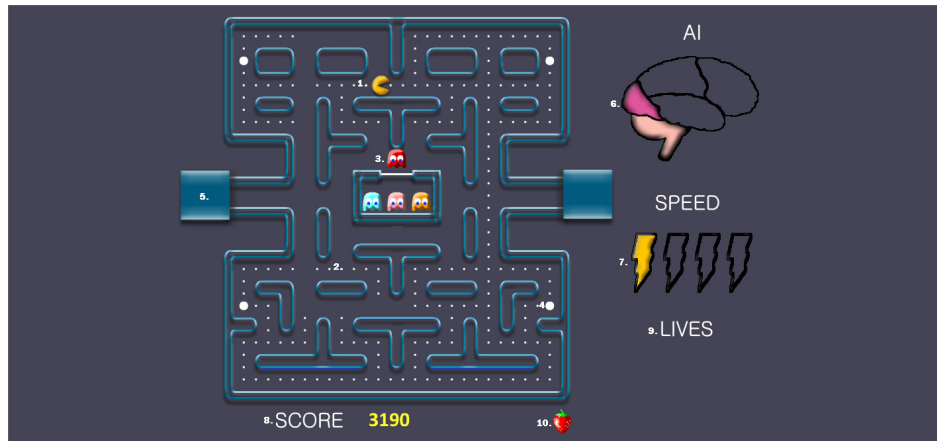 AI
1.
6.
3.
5.
SPEED
7.
2.
4
9. LIVES
8. SCORE 3190
10.